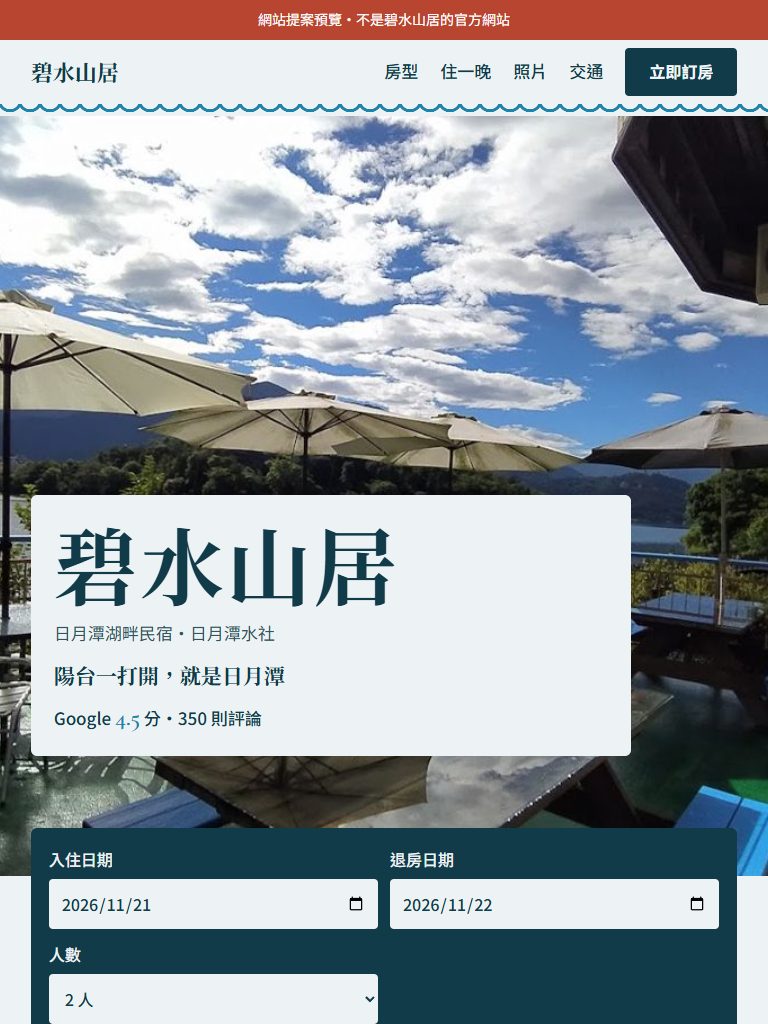 網站提案預覽・不是碧水山居的官方網站
碧水山居
房型 住一晚 照片 交通 立即訂房
碧水山居
日月潭湖畔民宿・日月潭水社
陽台一打開，就是日月潭
Google 4.5 分・350 則評論
入住日期 退房日期
2026/11/21 2026/11/22
人數
2 人